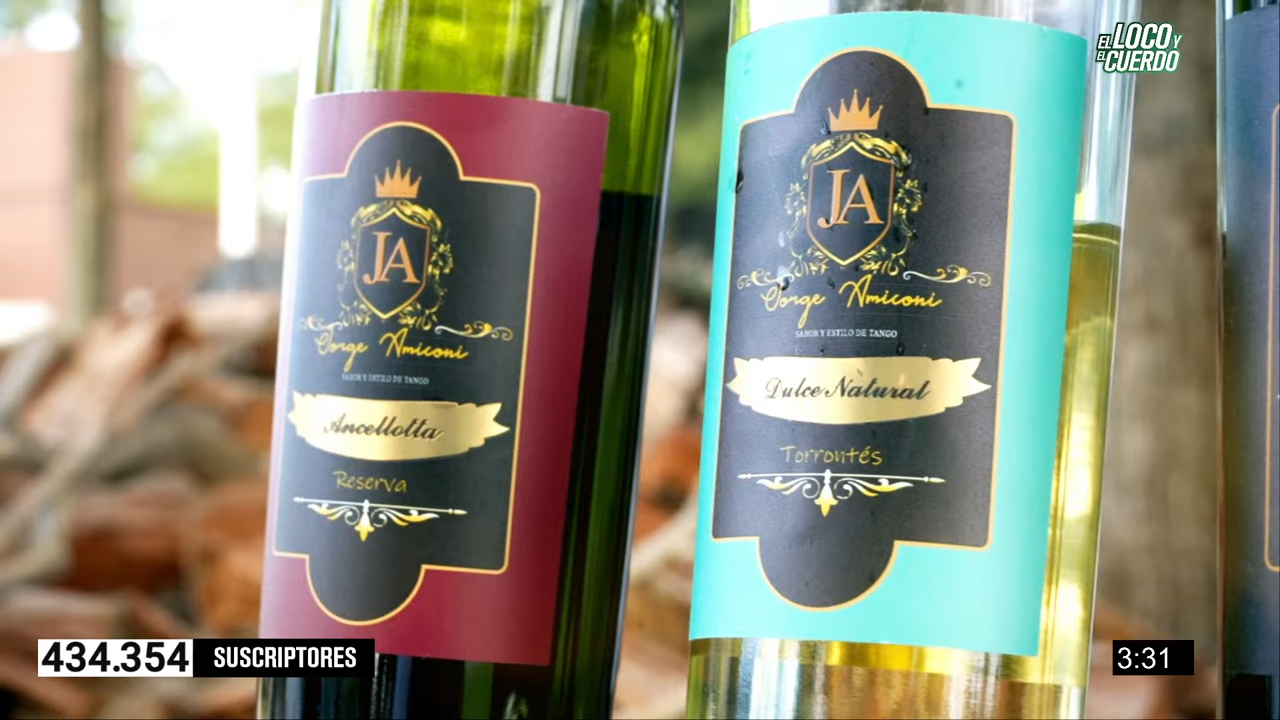 EL LOCO Y
EL CUERDO
JA
Jorge Amiconi
SABOR Y ESTILO DE TANGO
Ancellotta
Reserva
JA
Jorge Amiconi
SABOR Y ESTILO DE TANGO
Dulce Natural
Torrontés
434.354 SUSCRIPTORES
3:31